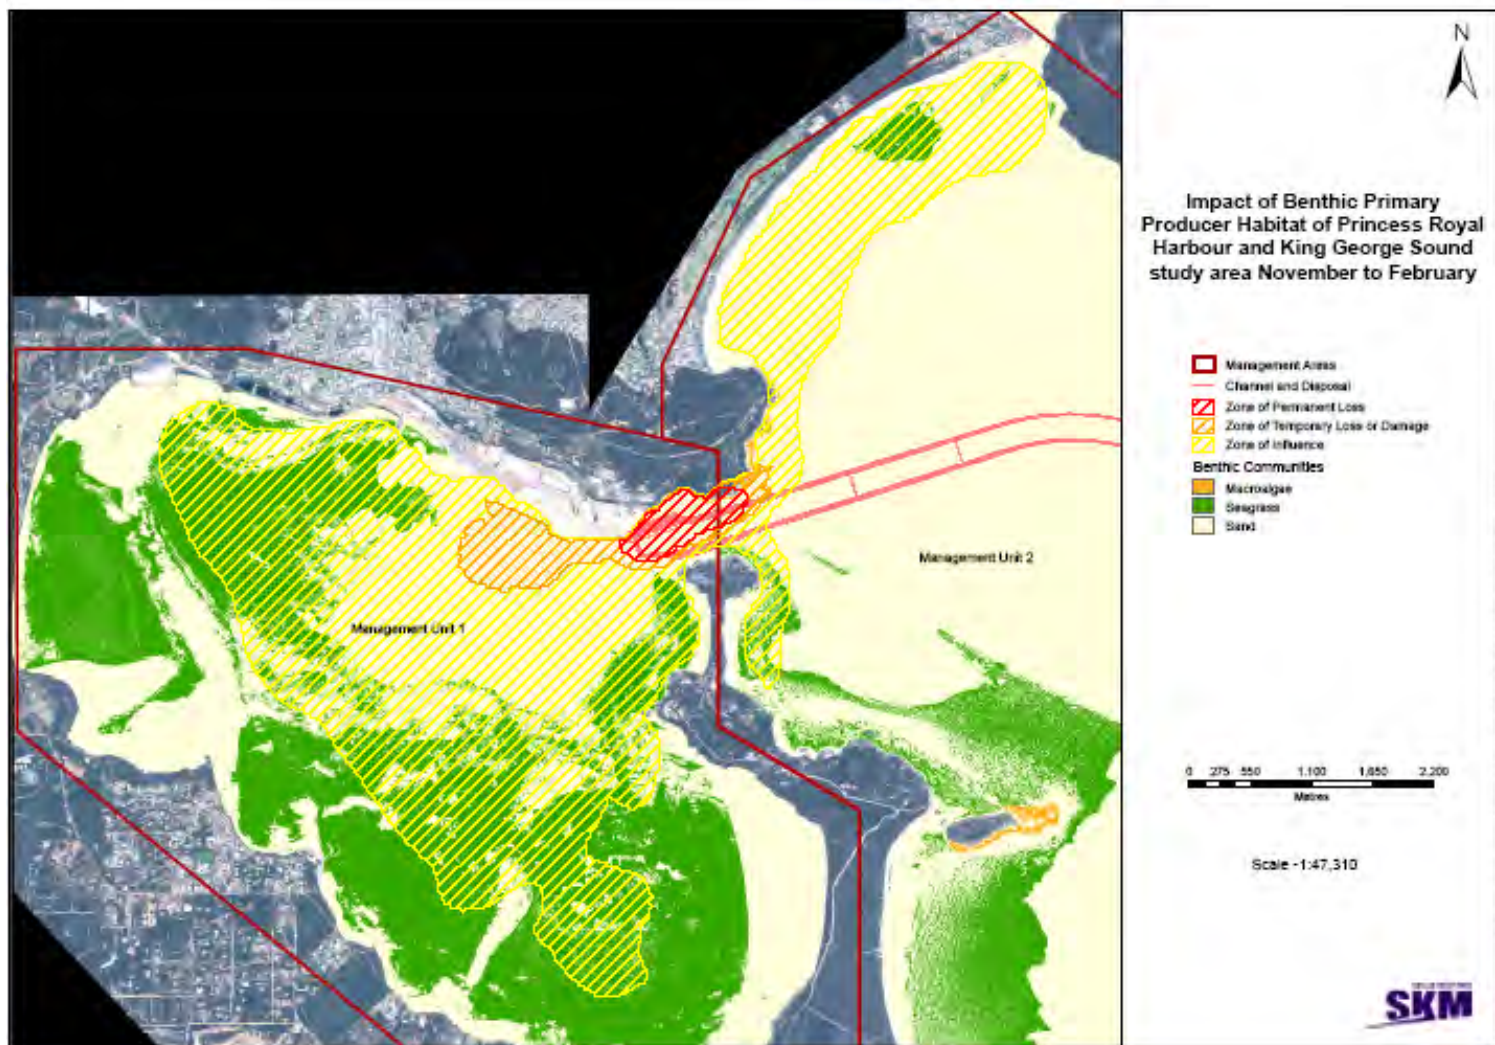 N
Impact of Benthic Primary
Producer Habitat of Princess Royal
Harbour and King George Sound
study area November to February
Management Areas
Channel and Disposal
Zone of Permanent Loss
Zone of Temporary Loss or Damage
Zone of Influence
Benthic Communities
Macroalgae
Seagrass
Sand
Management Unit 2
Management Unit 1
0 275 550 1,100 1,650 2,200
Metres
Scale -1:47,310
SKM